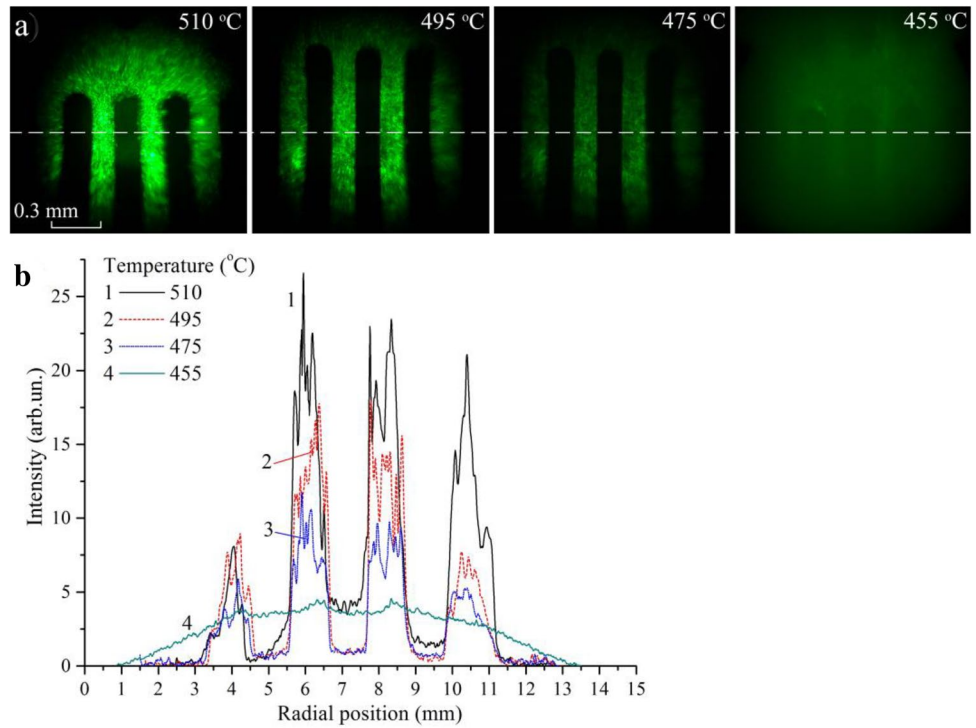 a) 510 °C 495 °C 475 °C 455 °C
0.3 mm
b
Temperature (°C)
1 510
2 495
3 475
4 455
Intensity (arb.un.)
25
20
15
10
5
0
1
2
3
4
0 1 2 3 4 5 6 7 8 9 10 11 12 13 14 15
Radial position (mm)